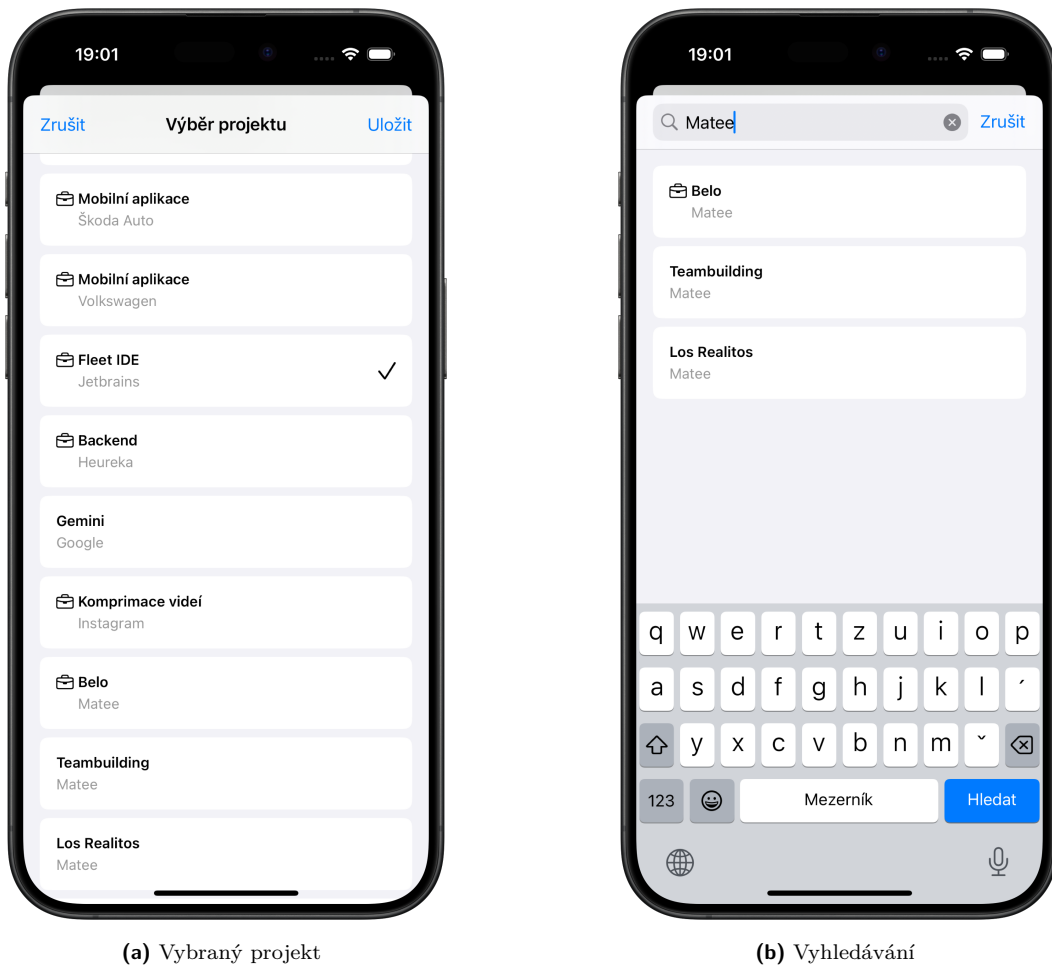 19:01
Zrušit Výběr projektu Uložit
Mobilní aplikace
Škoda Auto
Mobilní aplikace
Volkswagen
Fleet IDE
Jetbrains
Backend
Heureka
Gemini
Google
Komprimace videí
Instagram
Belo
Matee
Teambuilding
Matee
Los Realitos
Matee
(a) Vybraný projekt
19:01
Matee Zrušit
Belo
Matee
Teambuilding
Matee
Los Realitos
Matee
q w e r t z u i o p
a s d f g h j k l ´
y x c v b n m ˇ
123 Mezerník Hledat
(b) Vyhledávání